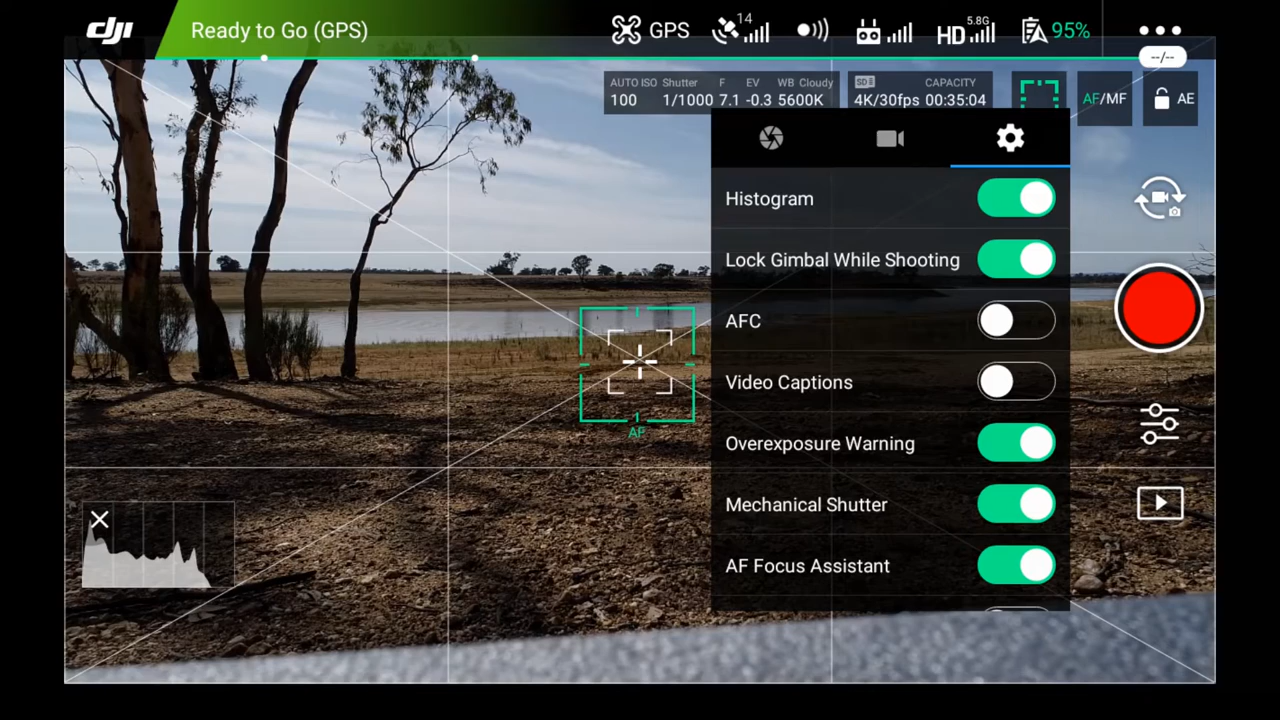 dji Ready to Go (GPS) GPS 14 HD 5.8G 95%
--/--
AUTO ISO Shutter F EV WB Cloudy SD CAPACITY
100 1/1000 7.1 -0.3 5600K 4K/30fps 00:35:04 AF/MF AE
Histogram
Lock Gimbal While Shooting
AFC
Video Captions
AF
Overexposure Warning
Mechanical Shutter
AF Focus Assistant